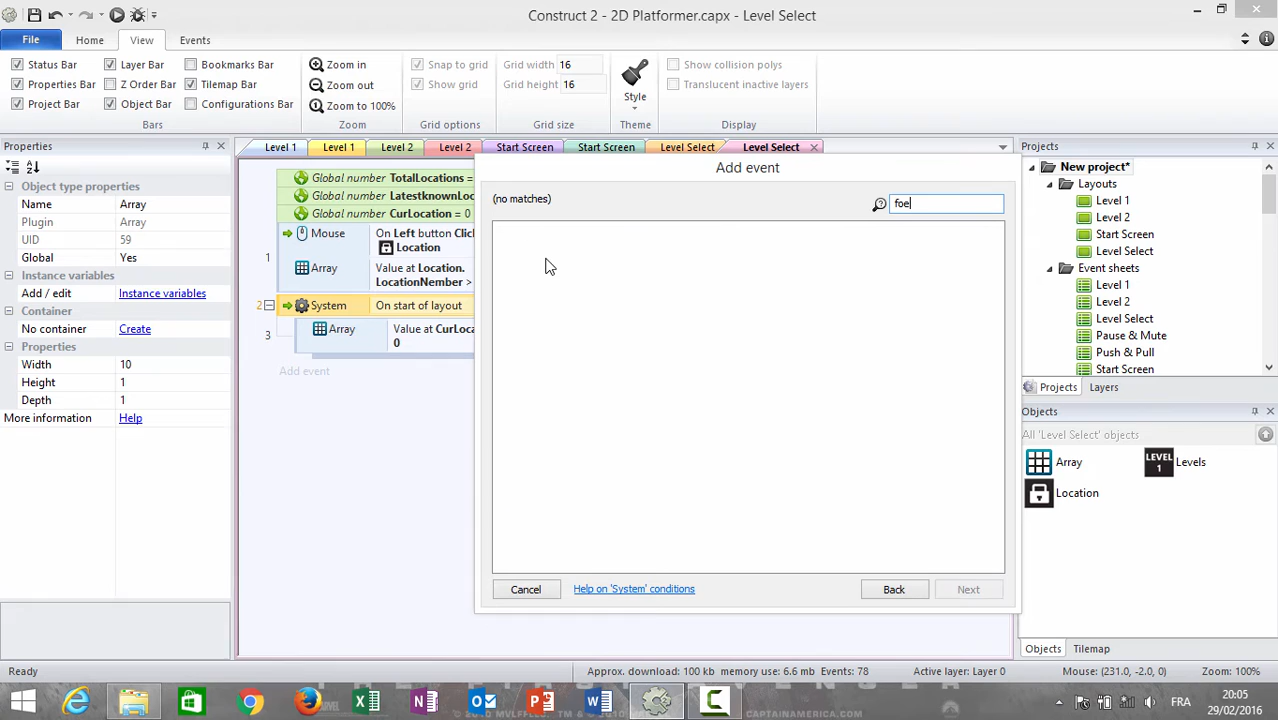 Construct 2 - 2D Platformer.capx - Level Select
File Home View Events
Status Bar Layer Bar Bookmarks Bar Zoom in Snap to grid Grid width 16 Show collision polys
Properties Bar Z Order Bar Tilemap Bar Zoom out Show grid Grid height 16 Translucent inactive layers
Project Bar Object Bar Configurations Bar Zoom to 100% Style
Bars Zoom Grid options Grid size Theme Display
Properties Level 1 Level 1 Level 2 Level 2 Start Screen Start Screen Level Select Level Select Projects
Object type properties
Name Array
Plugin Array
UID 59
Global Yes
Instance variables
Add / edit Instance variables
Container
No container Create
Properties
Width 10
Height 1
Depth 1
More information Help
Global number TotalLocations =
Global number LatestknownLo
Global number CurLocation = 0
1
Mouse On Left button Click
Location
Array Value at Location.
LocationNember >
2 System On start of layout
3 Array Value at CurLoca
0
Add event
Add event
(no matches) foe
Cancel Help on 'System' conditions Back Next
New project*
Layouts
Level 1
Level 2
Start Screen
Level Select
Event sheets
Level 1
Level 2
Level Select
Pause & Mute
Push & Pull
Start Screen
Projects Layers
Objects
All 'Level Select' objects
Array LEVEL 1 Levels
Location
Objects Tilemap
Ready Approx. download: 100 kb memory use: 6.6 mb Events: 78 Active layer: Layer 0 Mouse: (231.0, -2.0, 0) Zoom: 100%
CAPTAINAMERICA.COM
FRA 20:05
29/02/2016